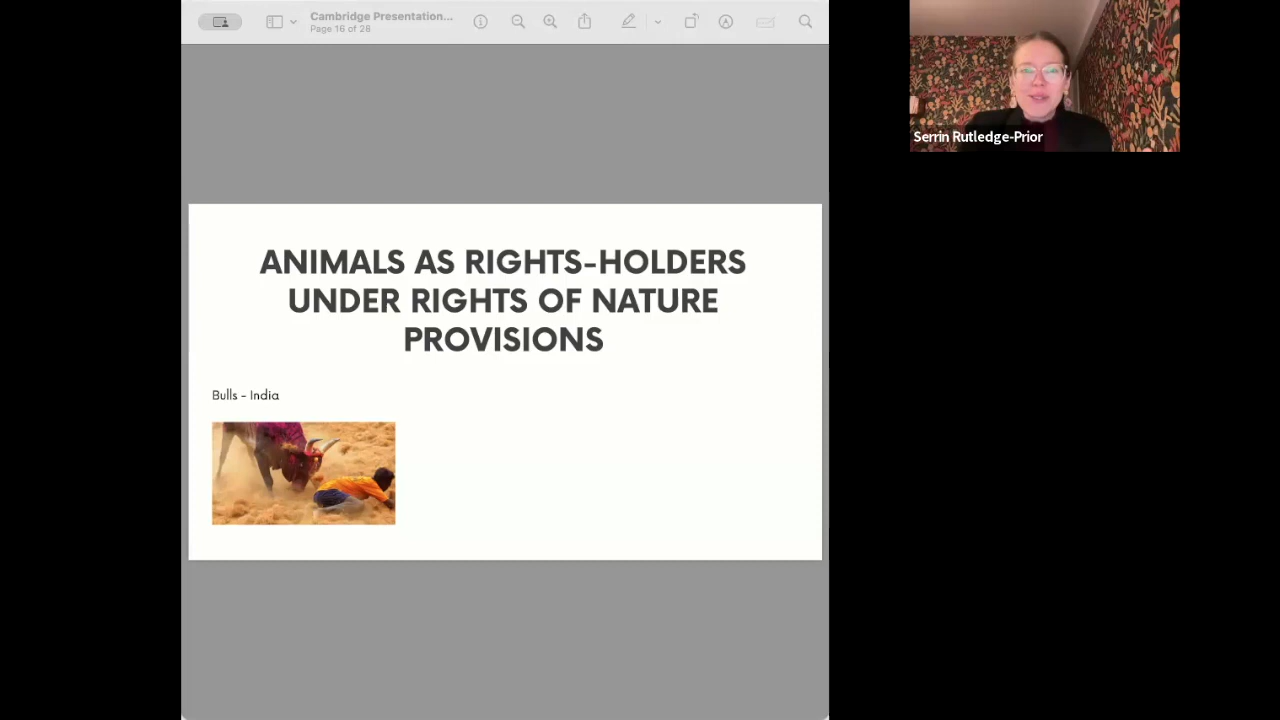 Cambridge Presentation...
Page 16 of 28
Serrin Rutledge-Prior
ANIMALS AS RIGHTS-HOLDERS
UNDER RIGHTS OF NATURE
PROVISIONS
Bulls - India